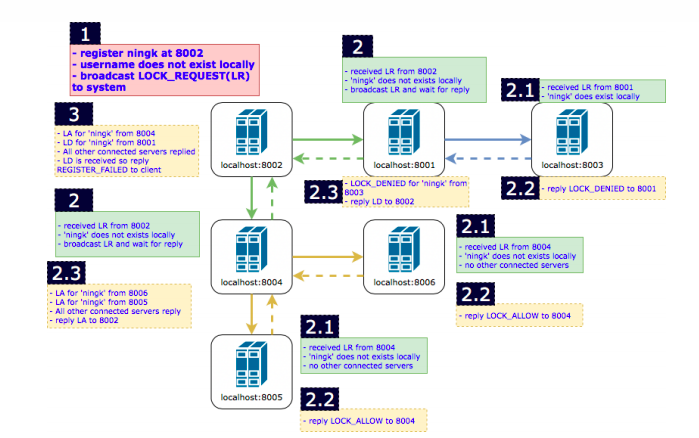 1
- register ningk at 8002
- username does not exist locally
- broadcast LOCK_REQUEST(LR)
to system
2
- received LR from 8002
- 'ningk' does not exists locally
- broadcast LR and wait for reply
2.1
- received LR from 8001
- 'ningk' does exist locally
3
- LA for 'ningk' from 8004
- LD for 'ningk' from 8001
- All other connected servers replied
- LD is received so reply
REGISTER_FAILED to client
localhost:8002
localhost:8001
localhost:8003
2.3
- LOCK_DENIED for 'ningk' from
8003
- reply LD to 8002
2.2
- reply LOCK_DENIED to 8001
2
- received LR from 8002
- 'ningk' does not exists locally
- broadcast LR and wait for reply
localhost:8004
localhost:8006
2.1
- received LR from 8004
- 'ningk' does not exists locally
- no other connected servers
2.3
- LA for 'ningk' from 8006
- LA for 'ningk' from 8005
- All other connected servers reply
- reply LA to 8002
2.2
- reply LOCK_ALLOW to 8004
localhost:8005
2.1
- received LR from 8004
- 'ningk' does not exists locally
- no other connected servers
2.2
- reply LOCK_ALLOW to 8004